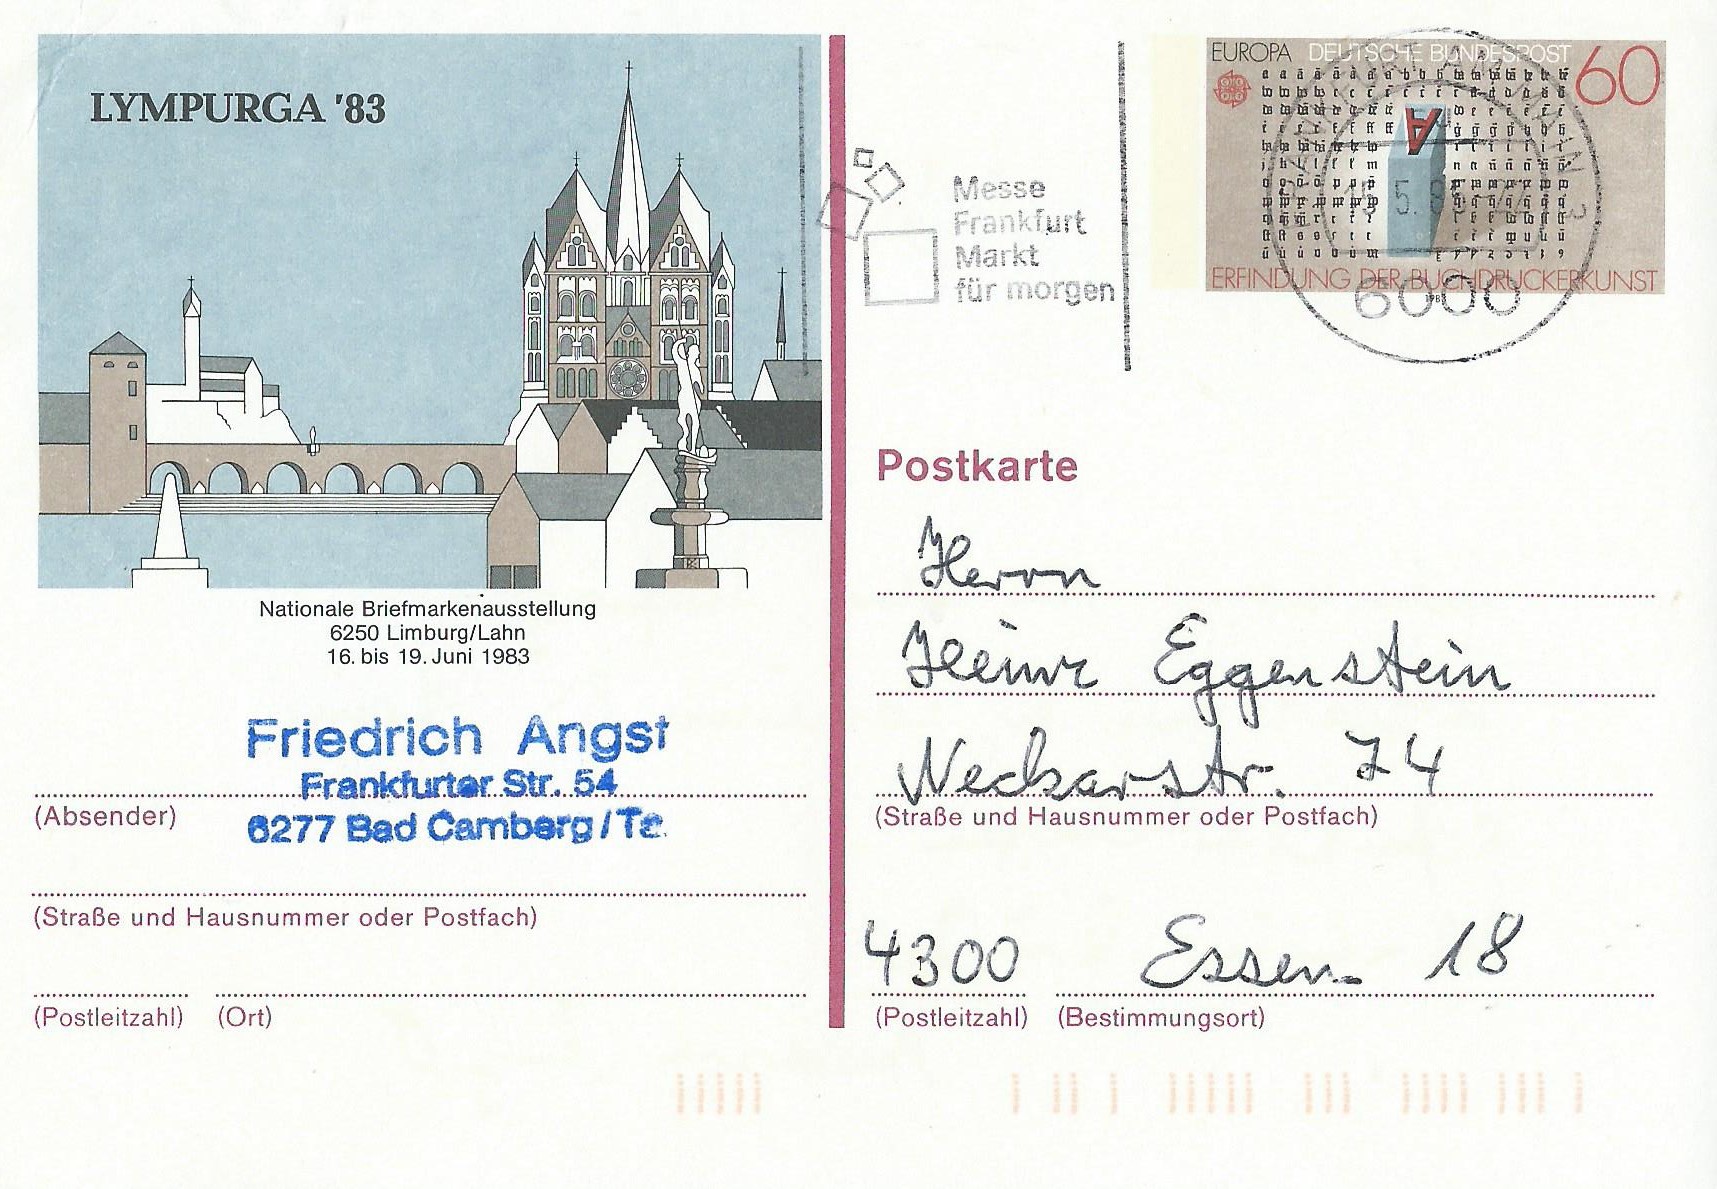 LYMPURGA '83
Nationale Briefmarkenausstellung
6250 Limburg/Lahn
16. bis 19. Juni 1983
Friedrich Angst
Frankfurter Str. 54
(Absender)
6277 Bad Camberg/Ts.
(Straße und Hausnummer oder Postfach)
(Postleitzahl) (Ort)
Messe
Frankfurt
Markt
für morgen
EUROPA DEUTSCHE BUNDESPOST 60
A
ERFINDUNG DER BUCHDRUCKERKUNST
6000
Postkarte
Herrn
Heinz Eggenstein
Neckarstr. 74
(Straße und Hausnummer oder Postfach)
4300 Essen 18
(Postleitzahl) (Bestimmungsort)